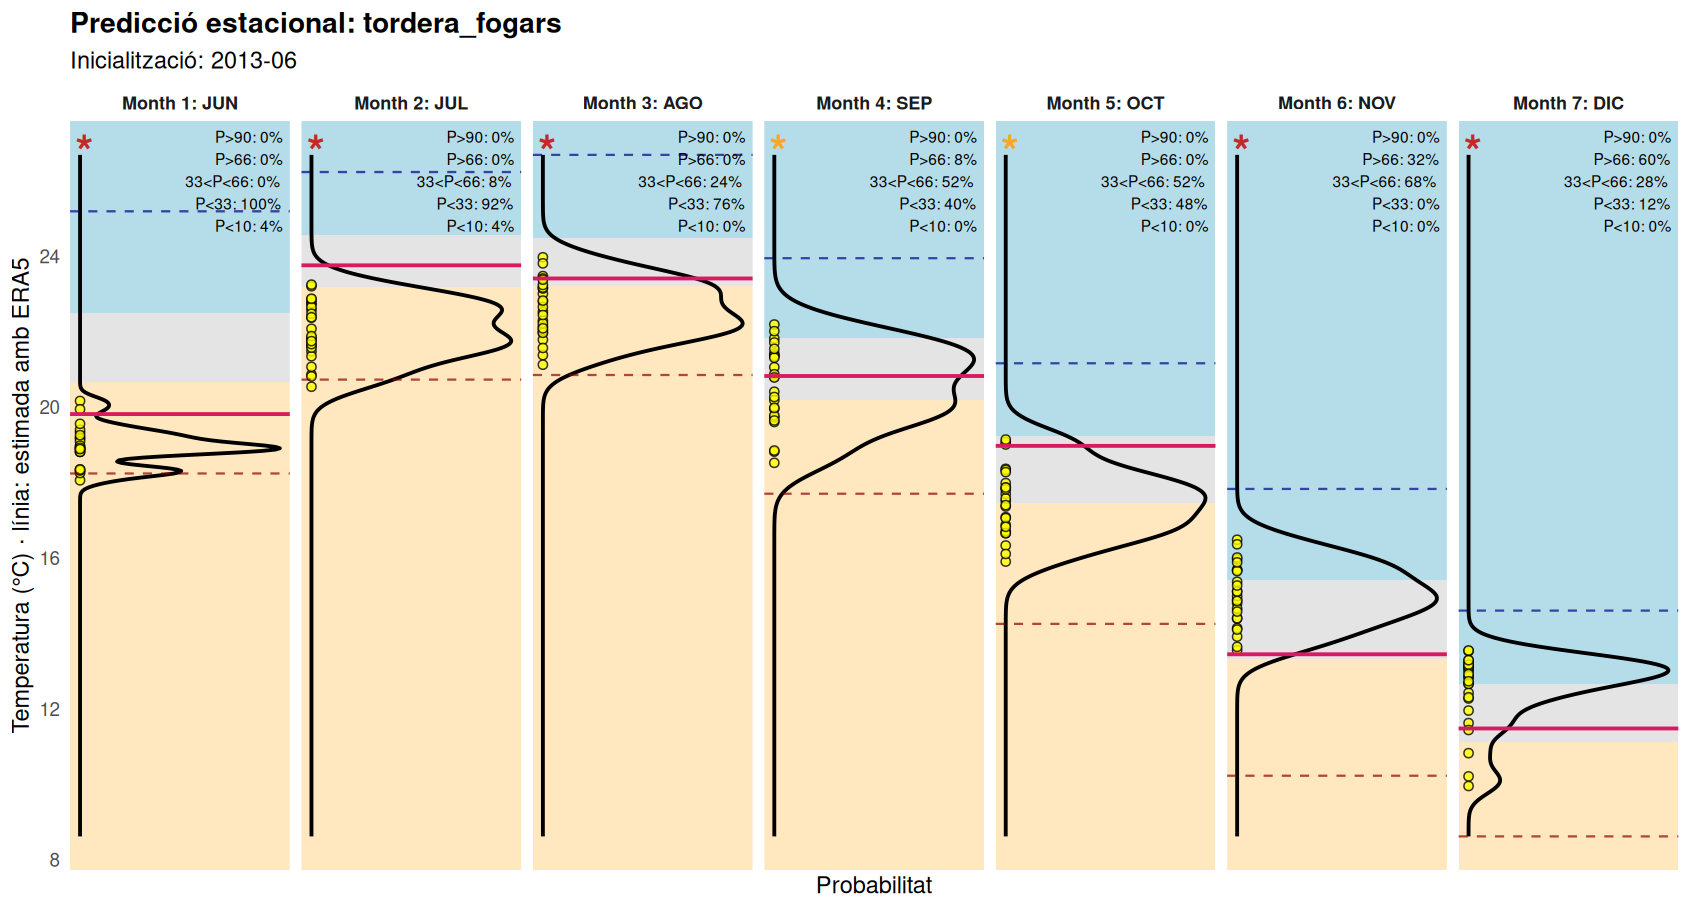 Predicció estacional: tordera_fogars
Inicialització: 2013-06
Month 1: JUN
Month 2: JUL
Month 3: AGO
Month 4: SEP
Month 5: OCT
Month 6: NOV
Month 7: DIC
*
P>90: 0%
P>66: 0%
33<P<66: 0%
P<33: 100%
P<10: 4%
*
P>90: 0%
P>66: 0%
33<P<66: 8%
P<33: 92%
P<10: 4%
*
P>90: 0%
P>66: 0%
33<P<66: 24%
P<33: 76%
P<10: 0%
*
P>90: 0%
P>66: 8%
33<P<66: 52%
P<33: 40%
P<10: 0%
*
P>90: 0%
P>66: 0%
33<P<66: 52%
P<33: 48%
P<10: 0%
*
P>90: 0%
P>66: 32%
33<P<66: 68%
P<33: 0%
P<10: 0%
*
P>90: 0%
P>66: 60%
33<P<66: 28%
P<33: 12%
P<10: 0%
24
20
16
12
8
Temperatura (°C) · línia: estimada amb ERA5
Probabilitat